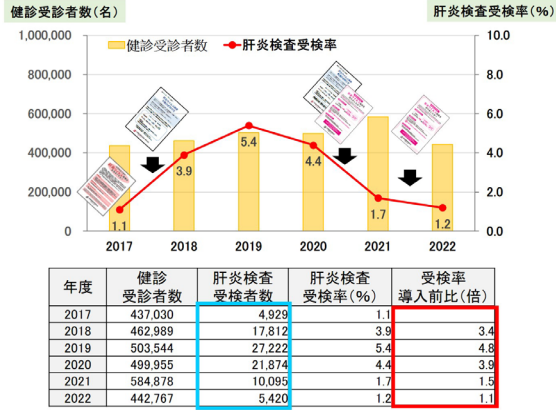 健診受診者数(名)
肝炎検査受検率(%)
健診受診者数 肝炎検査受検率
1,000,000
800,000
600,000
400,000
200,000
0
10.0
8.0
6.0
4.0
2.0
0.0
1.1
3.9
5.4
4.4
1.7
1.2
2017 2018 2019 2020 2021 2022
年度 健診受診者数 肝炎検査受検者数 肝炎検査受検率(%) 受検率導入前比(倍)
2017 437,030 4,929 1.1
2018 462,989 17,812 3.9 3.4
2019 503,544 27,222 5.4 4.8
2020 499,955 21,874 4.4 3.9
2021 584,878 10,095 1.7 1.5
2022 442,767 5,420 1.2 1.1